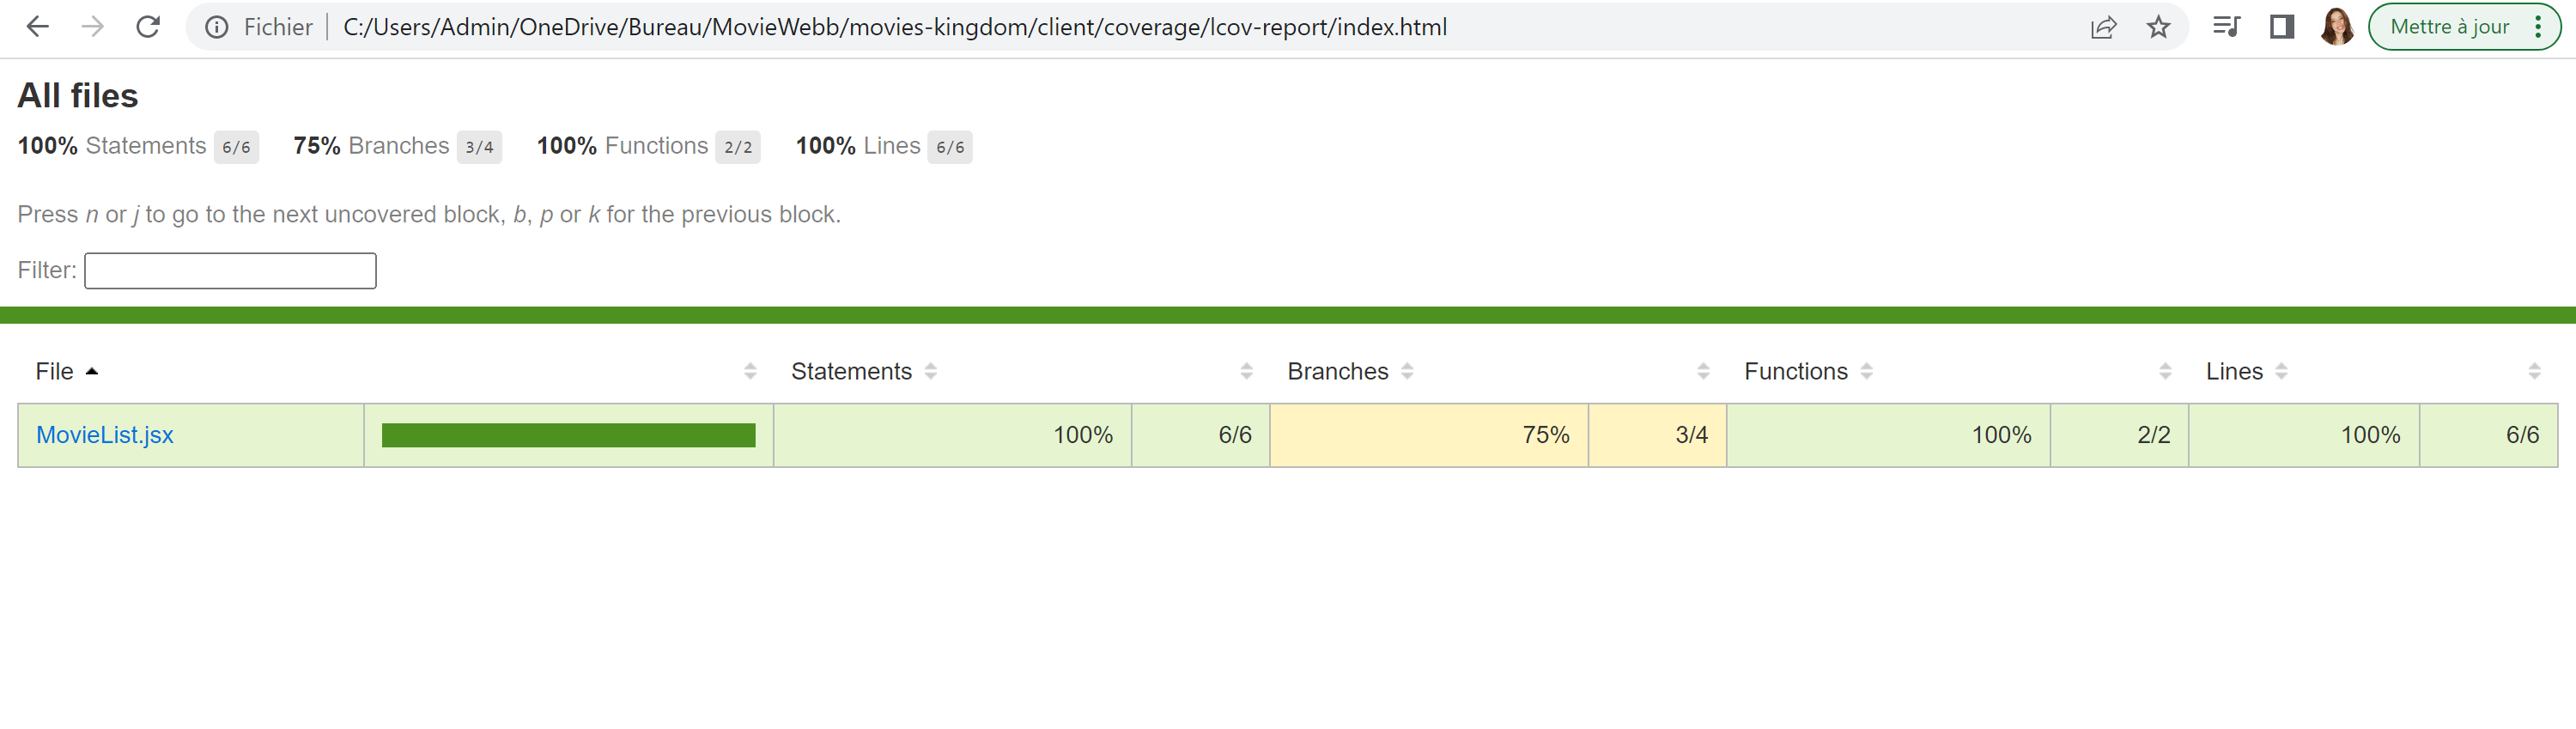 Fichier C:/Users/Admin/OneDrive/Bureau/MovieWebb/movies-kingdom/client/coverage/lcov-report/index.html Mettre à jour
All files
100% Statements 6/6 75% Branches 3/4 100% Functions 2/2 100% Lines 6/6
Press n or j to go to the next uncovered block, b, p or k for the previous block.
Filter:
File Statements Branches Functions Lines
MovieList.jsx 100% 6/6 75% 3/4 100% 2/2 100% 6/6